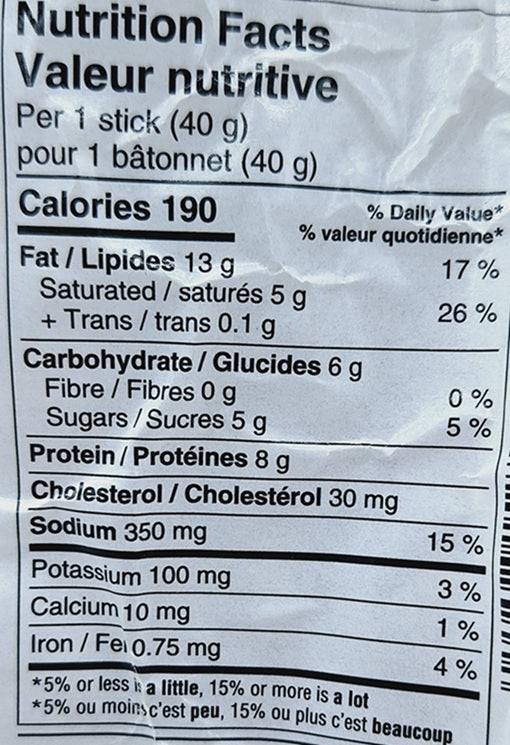 Nutrition Facts
Valeur nutritive
Per 1 stick (40 g)
pour 1 bâtonnet (40 g)
Calories 190
% Daily Value*
% valeur quotidienne*
Fat / Lipides 13 g 17 %
Saturated / saturés 5 g
+ Trans / trans 0.1 g 26 %
Carbohydrate / Glucides 6 g
Fibre / Fibres 0 g 0 %
Sugars / Sucres 5 g 5 %
Protein / Protéines 8 g
Cholesterol / Cholestérol 30 mg
Sodium 350 mg 15 %
Potassium 100 mg 3 %
Calcium 10 mg 1 %
Iron / Fer 0.75 mg 4 %
*5% or less is a little, 15% or more is a lot
*5% ou moins c'est peu, 15% ou plus c'est beaucoup